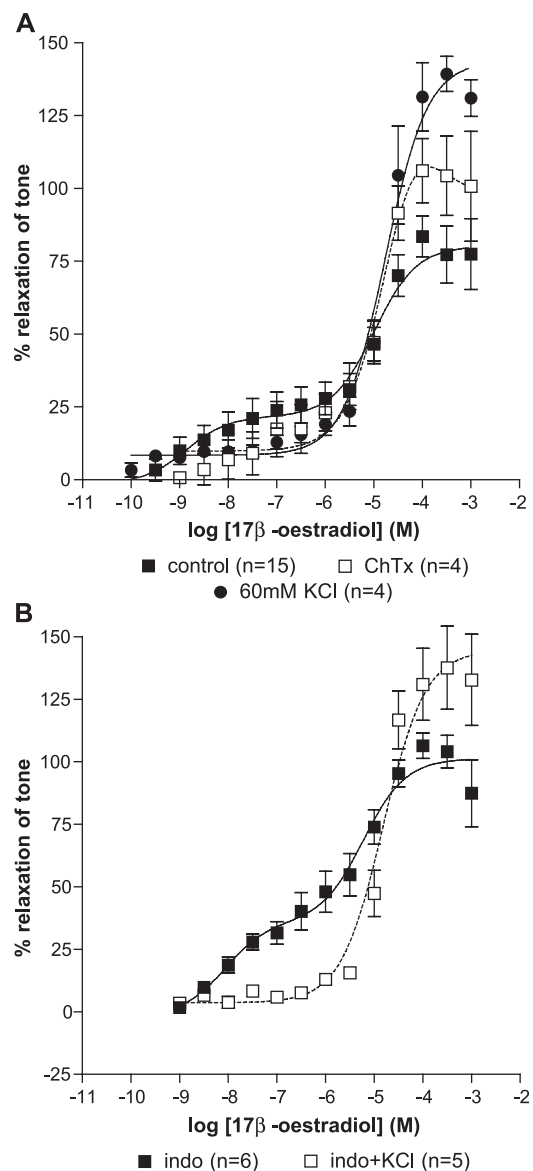 A
150
125
100
75
50
25
0
% relaxation of tone
-11 -10 -9 -8 -7 -6 -5 -4 -3 -2
log [17β -oestradiol] (M)
control (n=15) ChTx (n=4)
60mM KCl (n=4)
B
150
125
100
75
50
25
0
-25
% relaxation of tone
-11 -10 -9 -8 -7 -6 -5 -4 -3 -2
log [17β -oestradiol] (M)
indo (n=6) indo+KCl (n=5)